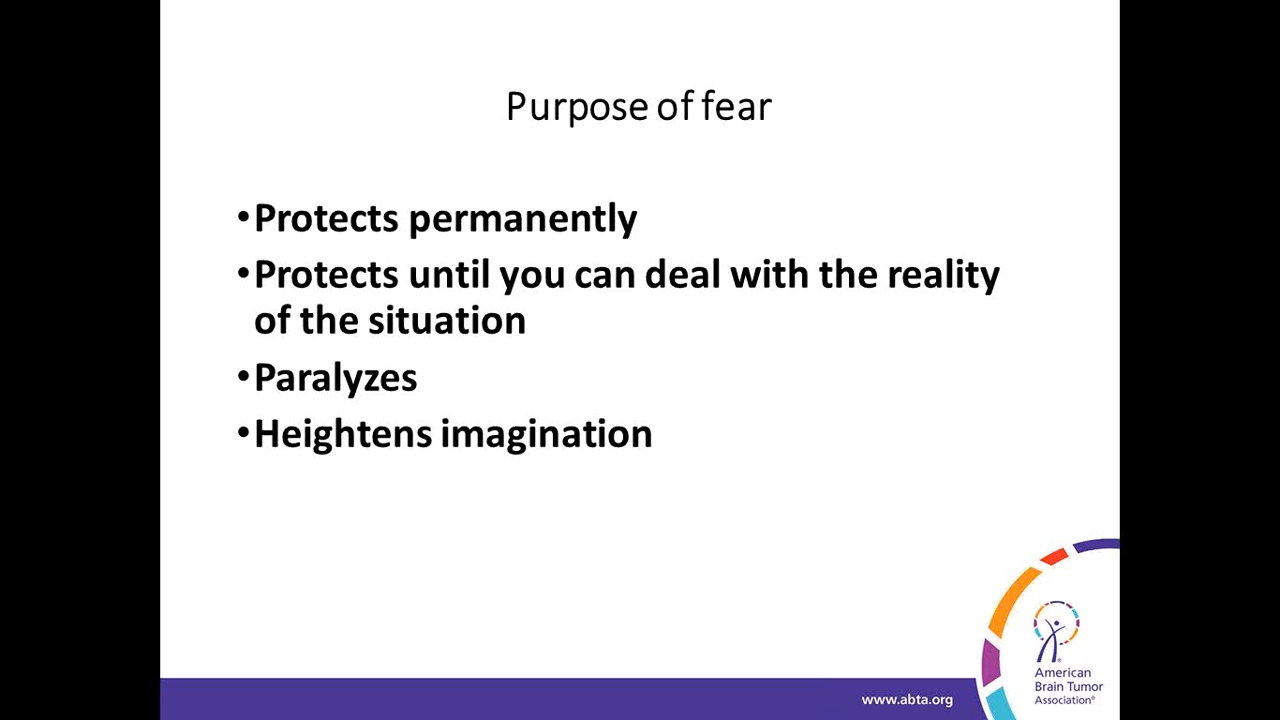 Purpose of fear
•Protects permanently
•Protects until you can deal with the reality
of the situation
•Paralyzes
•Heightens imagination
www.abta.org
American
Brain Tumor
Association®